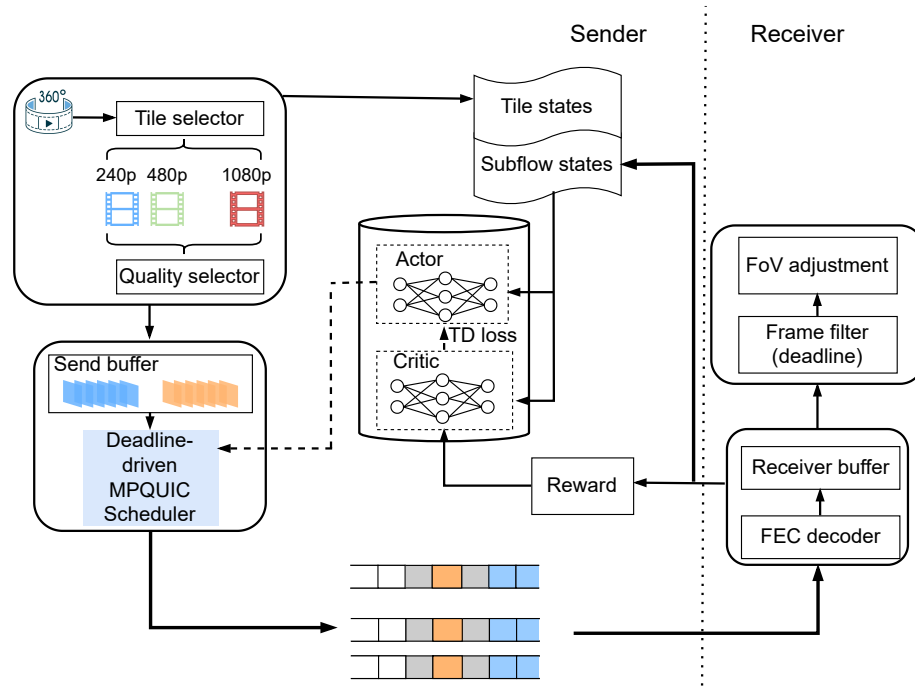 Sender
Receiver
360°
Tile selector
240p
480p
1080p
Quality selector
Tile states
Subflow states
Actor
TD loss
Critic
Send buffer
Deadline-
driven
MPQUIC
Scheduler
Reward
FoV adjustment
Frame filter
(deadline)
Receiver buffer
FEC decoder